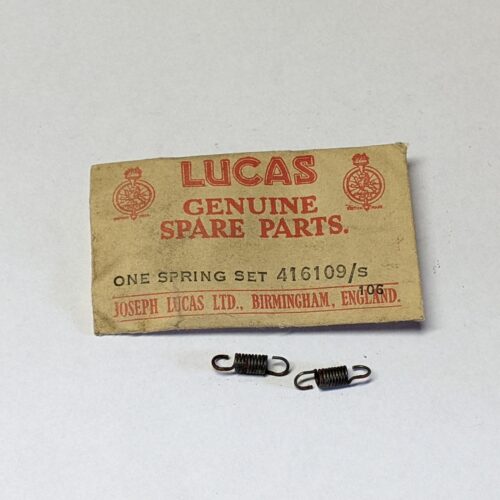 LUCAS
GENUINE
SPARE PARTS.
ONE SPRING SET 416109/S
106
JOSEPH LUCAS LTD., BIRMINGHAM, ENGLAND.